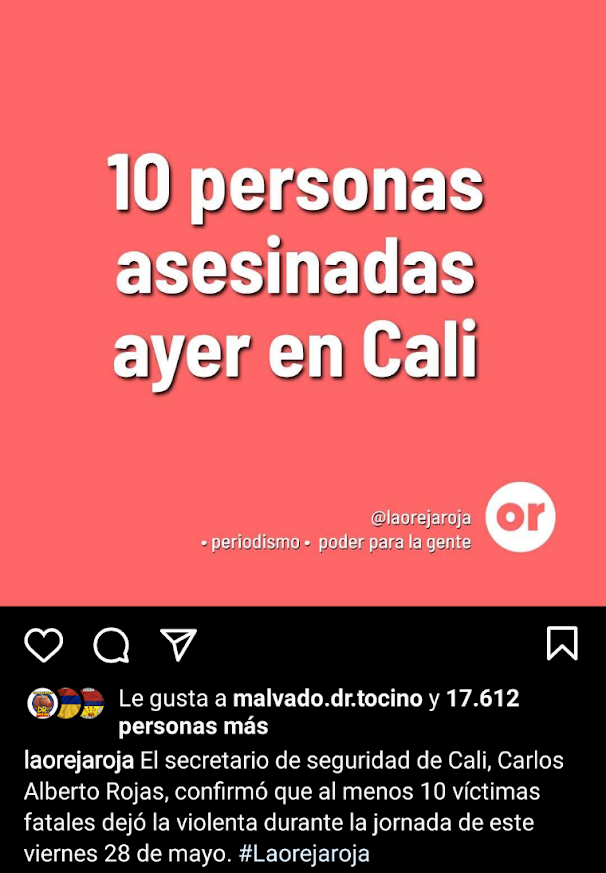 10 personas
asesinadas
ayer en Cali
@laorejaroja
• periodismo • poder para la gente
or
Le gusta a malvado.dr.tocino y 17.612
personas más
laorejaroja El secretario de seguridad de Cali, Carlos
Alberto Rojas, confirmó que al menos 10 víctimas
fatales dejó la violenta durante la jornada de este
viernes 28 de mayo. #Laorejaroja